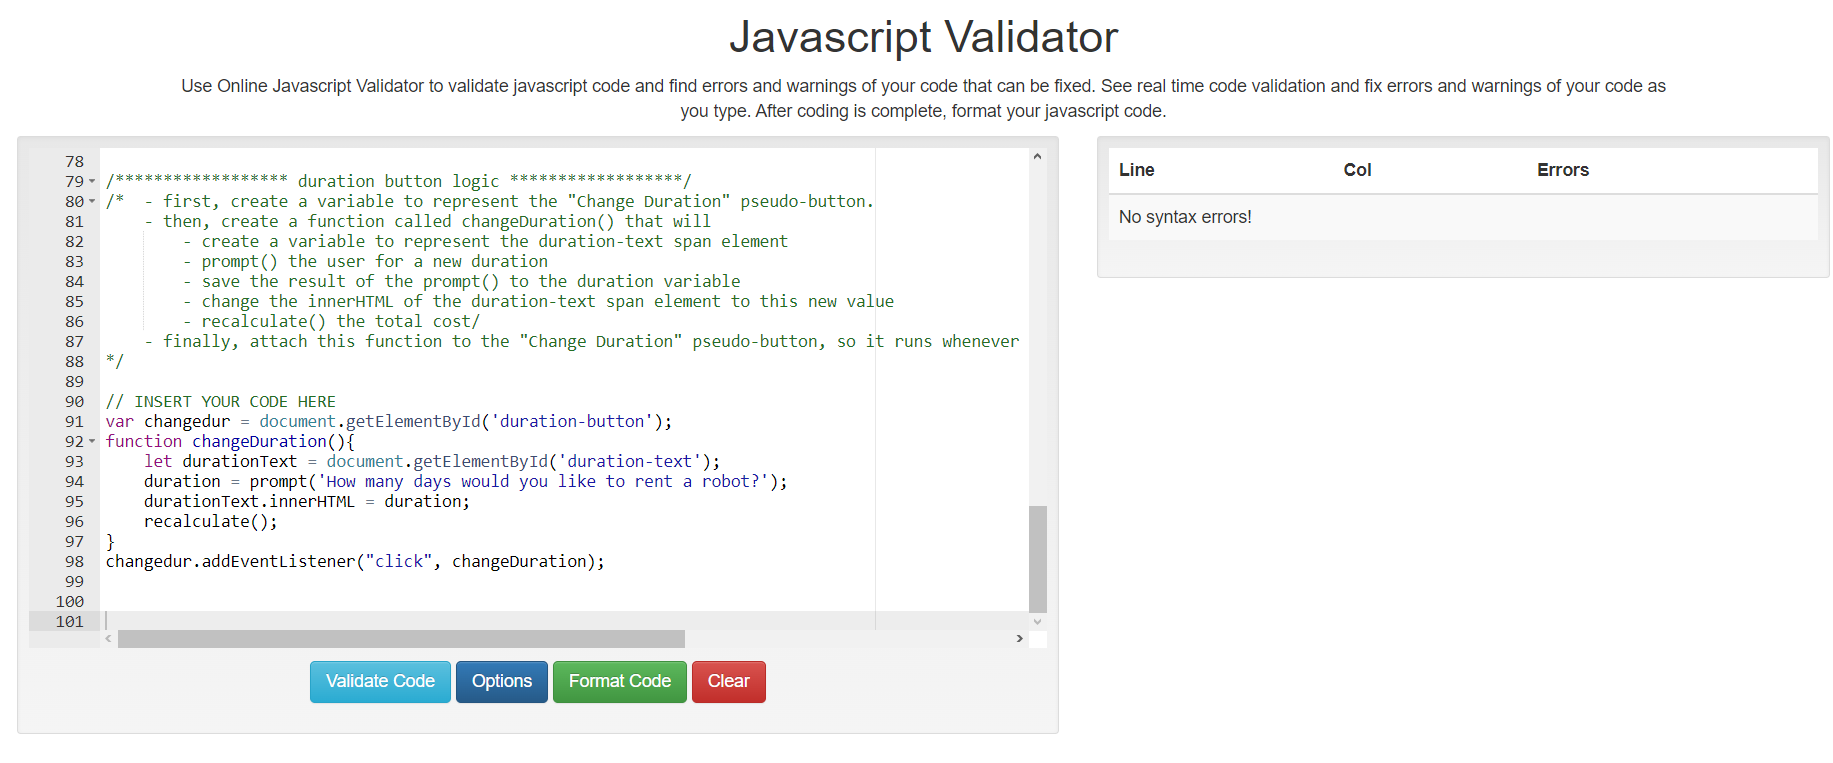 Javascript Validator
Use Online Javascript Validator to validate javascript code and find errors and warnings of your code that can be fixed. See real time code validation and fix errors and warnings of your code as
you type. After coding is complete, format your javascript code.
78
79 /****************** duration button logic ******************/
80 /*  - first, create a variable to represent the "Change Duration" pseudo-button.
81     - then, create a function called changeDuration() that will
82         - create a variable to represent the duration-text span element
83         - prompt() the user for a new duration
84         - save the result of the prompt() to the duration variable
85         - change the innerHTML of the duration-text span element to this new value
86         - recalculate() the total cost/
87     - finally, attach this function to the "Change Duration" pseudo-button, so it runs whenever
88 */
89
90 // INSERT YOUR CODE HERE
91 var changedur = document.getElementById('duration-button');
92 function changeDuration(){
93     let durationText = document.getElementById('duration-text');
94     duration = prompt('How many days would you like to rent a robot?');
95     durationText.innerHTML = duration;
96     recalculate();
97 }
98 changedur.addEventListener("click", changeDuration);
99
100
101
Validate Code Options Format Code Clear
Line Col Errors
No syntax errors!